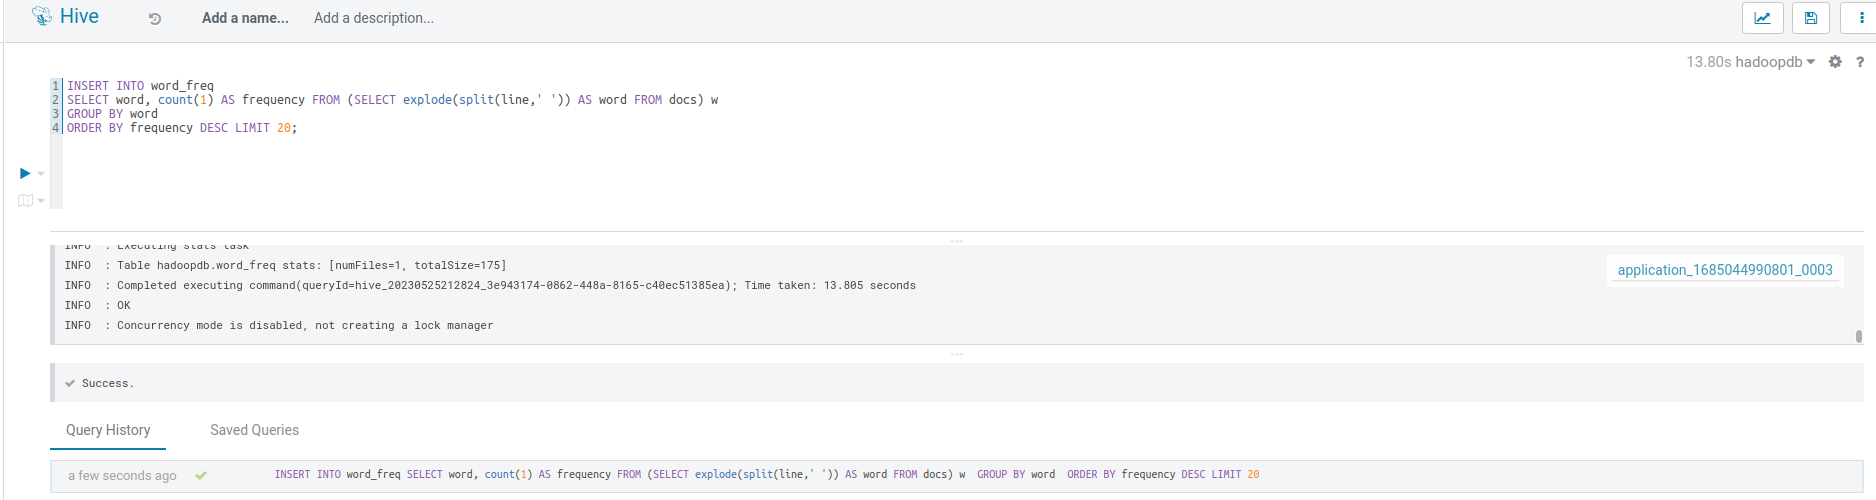 Hive
Add a name...
Add a description...
13.80s hadoopdb
?
1 INSERT INTO word_freq
2 SELECT word, count(1) AS frequency FROM (SELECT explode(split(line,' ')) AS word FROM docs) w
3 GROUP BY word
4 ORDER BY frequency DESC LIMIT 20;
INFO  : Executing stats task
INFO  : Table hadoopdb.word_freq stats: [numFiles=1, totalSize=175]
application_1685044990801_0003
INFO  : Completed executing command(queryId=hive_20230525212824_3e943174-0862-448a-8165-c40ec51385ea); Time taken: 13.805 seconds
INFO  : OK
INFO  : Concurrency mode is disabled, not creating a lock manager
Success.
Query History
Saved Queries
a few seconds ago
INSERT INTO word_freq SELECT word, count(1) AS frequency FROM (SELECT explode(split(line,' ')) AS word FROM docs) w  GROUP BY word  ORDER BY frequency DESC LIMIT 20